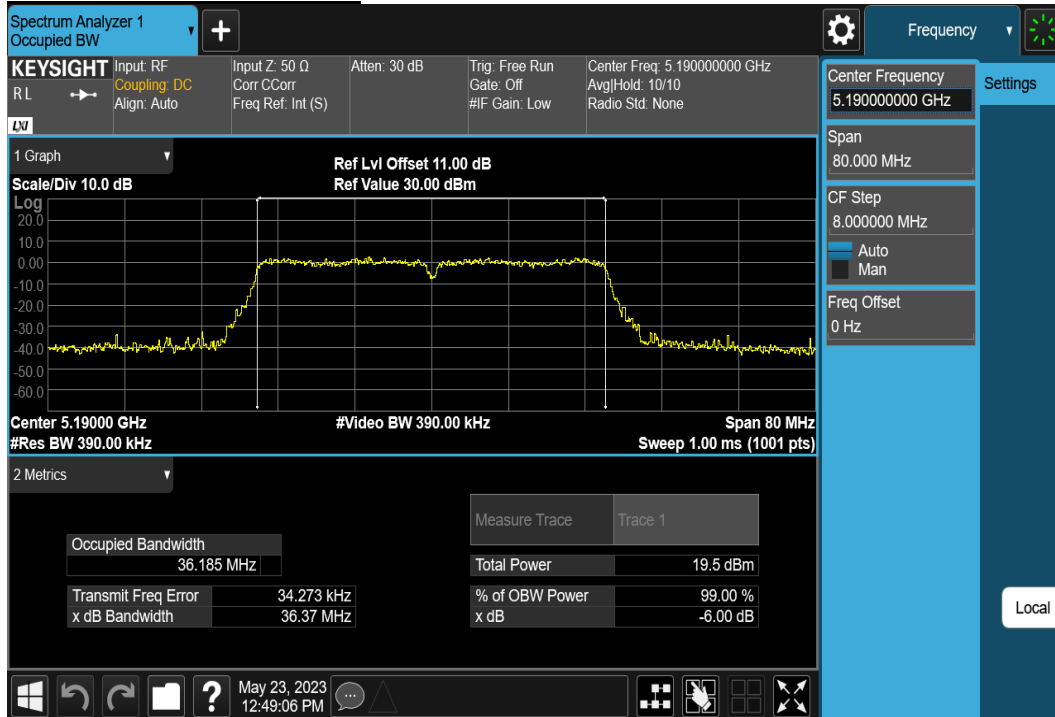 Spectrum Analyzer 1
Occupied BW
+
Frequency
KEYSIGHT
R L
LXI
Input: RF
Coupling: DC
Align: Auto
Input Z: 50 Ω
Corr CCorr
Freq Ref: Int (S)
Atten: 30 dB
Trig: Free Run
Gate: Off
#IF Gain: Low
Center Freq: 5.190000000 GHz
Avg|Hold: 10/10
Radio Std: None
Center Frequency
5.190000000 GHz
Settings
Span
80.000 MHz
CF Step
8.000000 MHz
Auto
Man
Freq Offset
0 Hz
Local
1 Graph
Scale/Div 10.0 dB
Ref Lvl Offset 11.00 dB
Ref Value 30.00 dBm
Log
20.0
10.0
0.00
-10.0
-20.0
-30.0
-40.0
-50.0
-60.0
Center 5.19000 GHz
#Video BW 390.00 kHz
Span 80 MHz
#Res BW 390.00 kHz
Sweep 1.00 ms (1001 pts)
2 Metrics
Measure Trace Trace 1
Occupied Bandwidth
36.185 MHz
Total Power 19.5 dBm
Transmit Freq Error 34.273 kHz
% of OBW Power 99.00 %
x dB Bandwidth 36.37 MHz
x dB -6.00 dB
?
May 23, 2023
12:49:06 PM